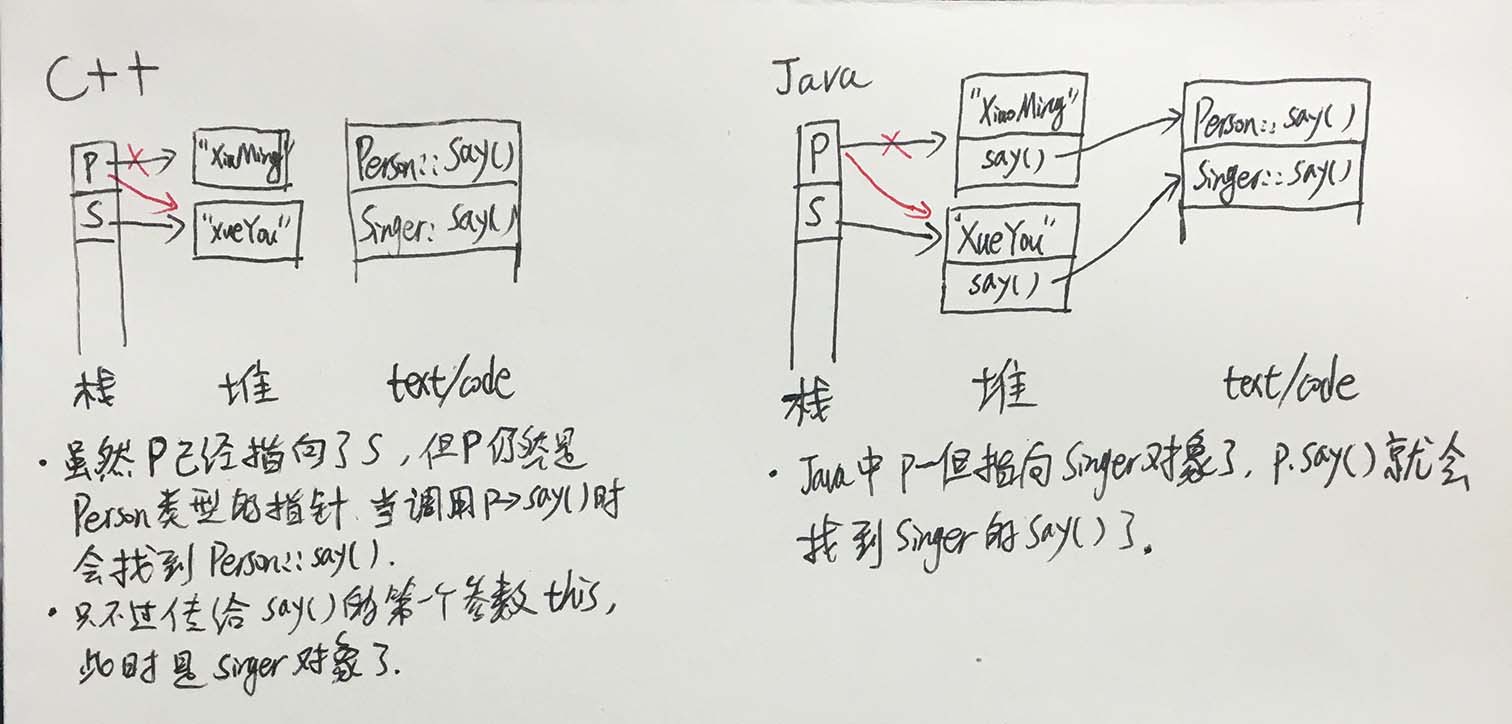 C++
P
S
"XiaoMing"
"XueYou"
Person::say()
Singer: say()
栈 堆 text/code
·虽然P已经指向了S,但P仍然是
Person类型的指针.当调用p->say()时
会找到Person::say().
·只不过传给say()的第一个参数this,
此时是singer对象了.
Java
P
S
"XiaoMing"
say()
"XueYou"
say()
Person::say()
Singer::say()
栈 堆 text/code
·Java中P一但指向Singer对象了,p.say()就会
找到Singer的say()了。